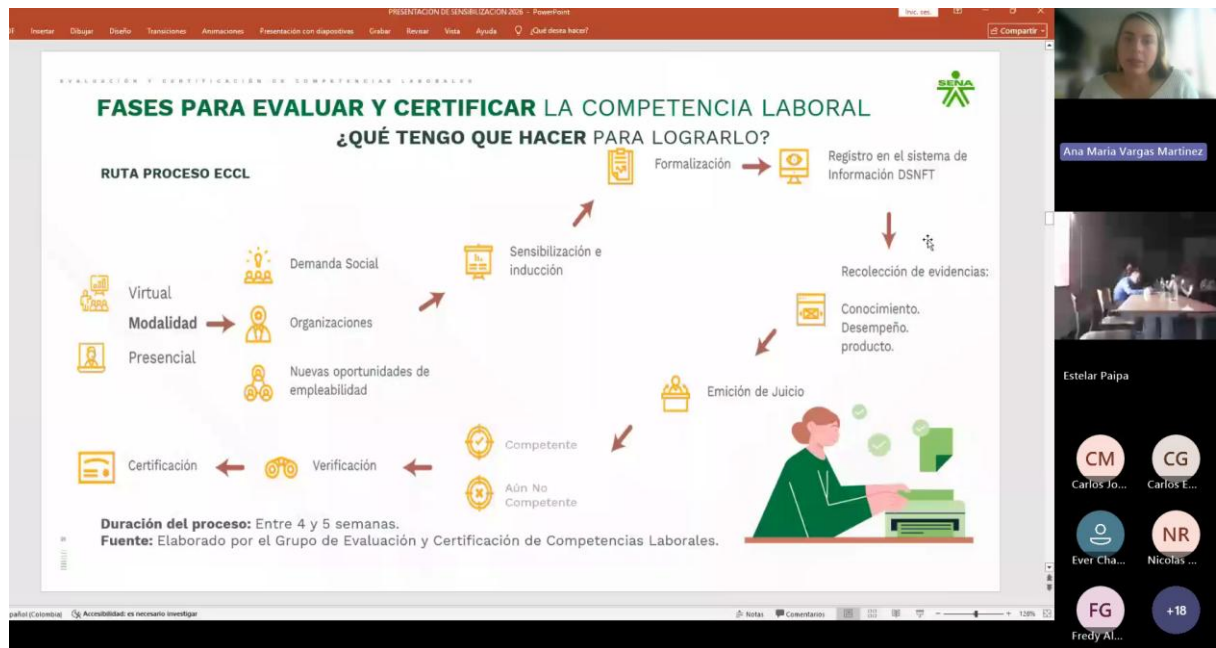 PRESENTACION DE SENSIBILIZACION 2026 - PowerPoint
Inic. ses.
Insertar Dibujar Diseño Transiciones Animaciones Presentación con diapositivas Grabar Revisar Vista Ayuda ¿Qué desea hacer?
Compartir
EVALUACIÓN Y CERTIFICACIÓN DE COMPETENCIAS LABORALES
SENA
FASES PARA EVALUAR Y CERTIFICAR LA COMPETENCIA LABORAL
¿QUÉ TENGO QUE HACER PARA LOGRARLO?
RUTA PROCESO ECCL
Virtual
Modalidad
Presencial
Demanda Social
Organizaciones
Nuevas oportunidades de
empleabilidad
Sensibilización e
inducción
Formalización
Registro en el sistema de
Información DSNFT
Recolección de evidencias:
Conocimiento.
Desempeño.
producto.
Emición de Juicio
Competente
Aún No
Competente
Verificación
Certificación
Duración del proceso: Entre 4 y 5 semanas.
Fuente: Elaborado por el Grupo de Evaluación y Certificación de Competencias Laborales.
(Colombia) Accesibilidad: es necesario investigar
Notas Comentarios
128%
Ana Maria Vargas Martinez
Estelar Paipa
CM
Carlos Jo...
CG
Carlos E...
Ever Cha...
NR
Nicolas ...
FG
Fredy Al...
+18